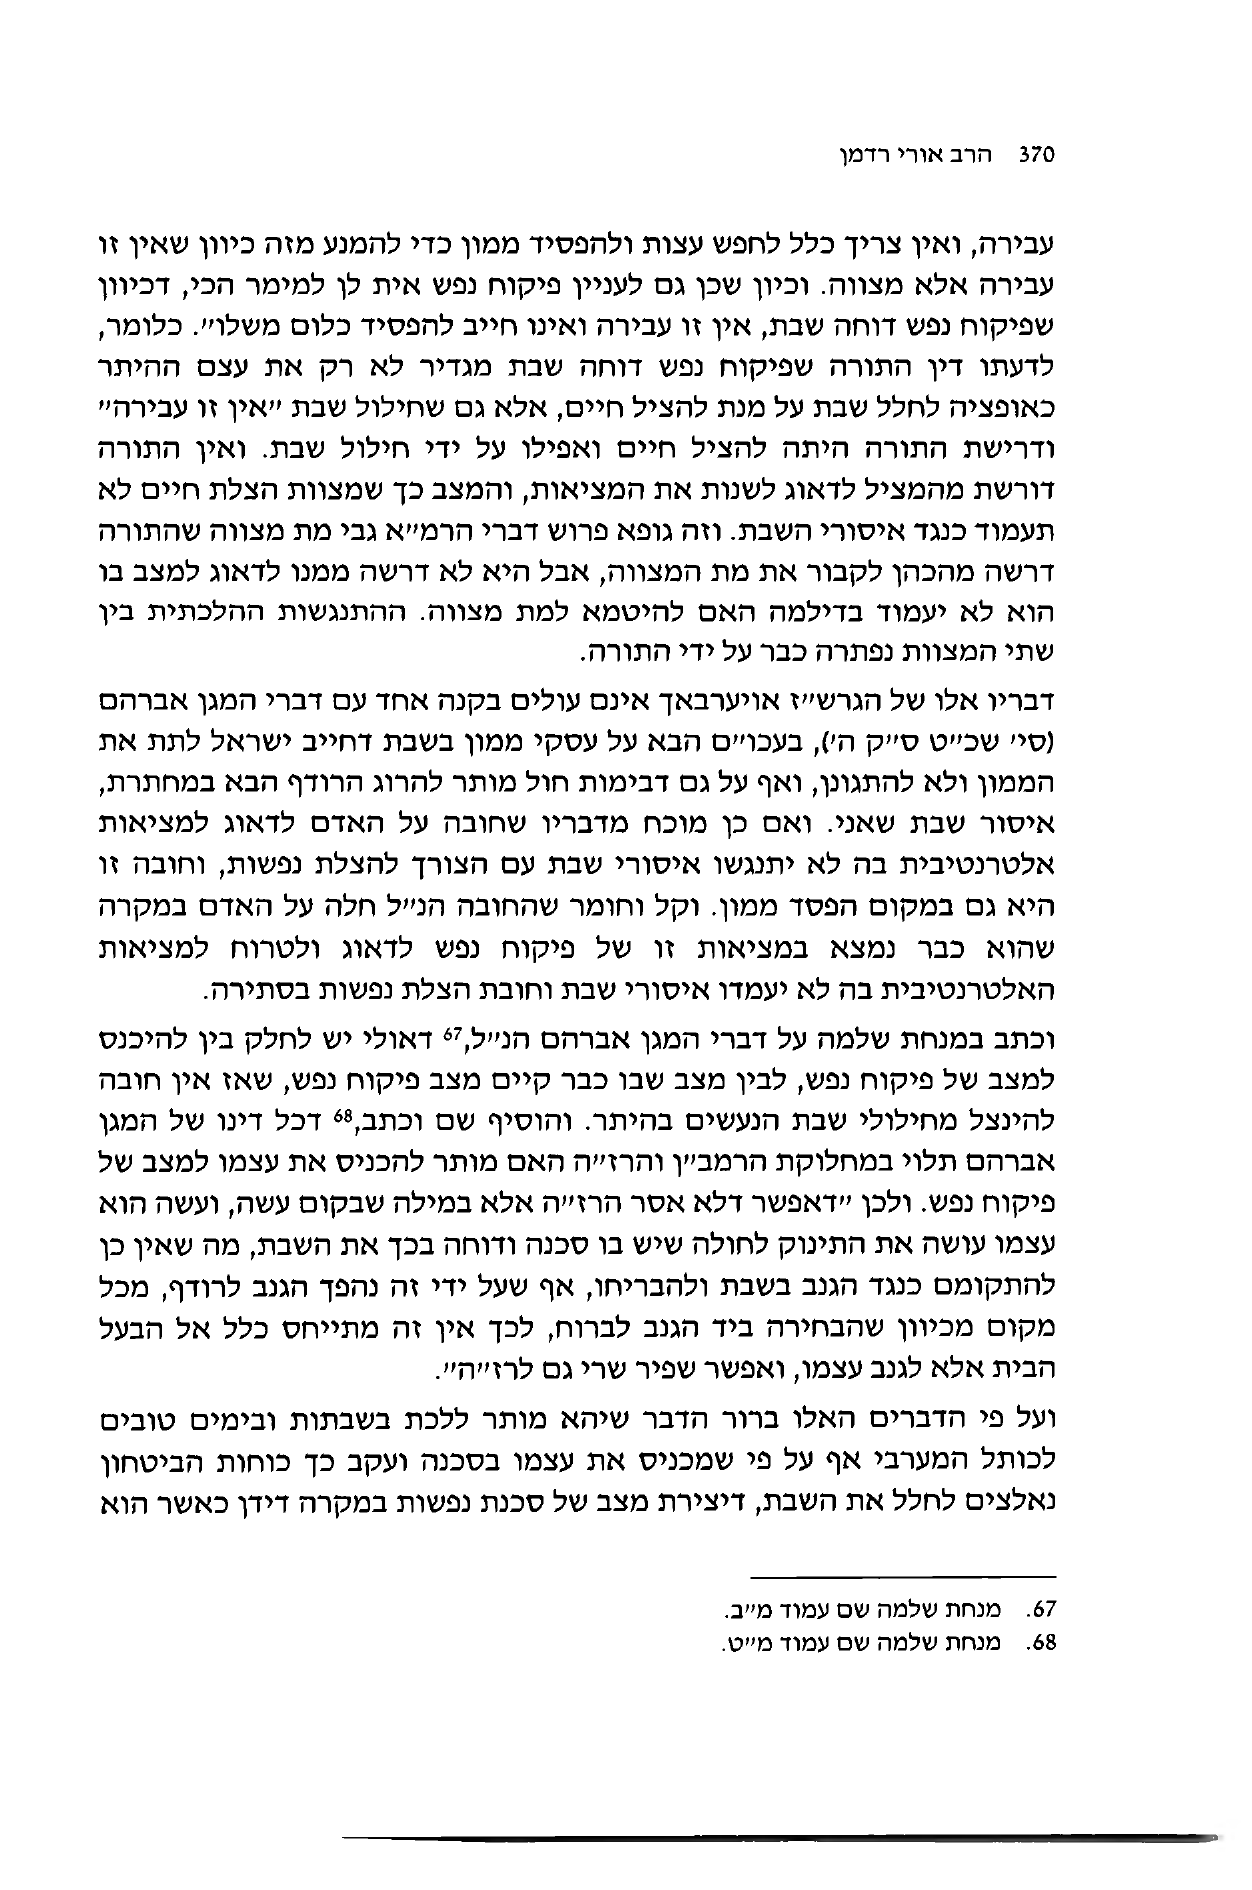 370 הרב אורי רדמן
עבירה, ואין צריך כלל לחפש עצות ולהפסיד ממון כדי להמנע מזה כיוון שאין זו
עבירה אלא מצווה. וכיון שכן גם לעניין פיקוח נפש אית לן למימר הכי, דכיוון
שפיקוח נפש דוחה שבת, אין זו עבירה ואינו חייב להפסיד כלום משלו". כלומר,
לדעתו דין התורה שפיקוח נפש דוחה שבת מגדיר לא רק את עצם ההיתר
כאופציה לחלל שבת על מנת להציל חיים, אלא גם שחילול שבת "אין זו עבירה"
ודרישת התורה היתה להציל חיים ואפילו על ידי חילול שבת. ואין התורה
דורשת מהמציל לדאוג לשנות את המציאות, והמצב כך שמצוות הצלת חיים לא
תעמוד כנגד איסורי השבת. וזה גופא פרוש דברי הרמ"א גבי מת מצווה שהתורה
דרשה מהכהן לקבור את מת המצווה, אבל היא לא דרשה ממנו לדאוג למצב בו
הוא לא יעמוד בדילמה האם להיטמא למת מצווה. ההתנגשות ההלכתית בין
שתי המצוות נפתרה כבר על ידי התורה.
דבריו אלו של הגרש"ז אויערבאך אינם עולים בקנה אחד עם דברי המגן אברהם
(סי' שכ"ט ס"ק ה'), בעכו"ם הבא על עסקי ממון בשבת דחייב ישראל לתת את
הממון ולא להתגונן, ואף על גם דבימות חול מותר להרוג הרודף הבא במחתרת,
איסור שבת שאני. ואם כן מוכח מדבריו שחובה על האדם לדאוג למציאות
אלטרנטיבית בה לא יתנגשו איסורי שבת עם הצורך להצלת נפשות, וחובה זו
היא גם במקום הפסד ממון. וקל וחומר שהחובה הנ"ל חלה על האדם במקרה
שהוא כבר נמצא במציאות זו של פיקוח נפש לדאוג ולטרוח למציאות
האלטרנטיבית בה לא יעמדו איסורי שבת וחובת הצלת נפשות בסתירה.
וכתב במנחת שלמה על דברי המגן אברהם הנ"ל,67 דאולי יש לחלק בין להיכנס
למצב של פיקוח נפש, לבין מצב שבו כבר קיים מצב פיקוח נפש, שאז אין חובה
להינצל מחילולי שבת הנעשים בהיתר. והוסיף שם וכתב,68 דכל דינו של המגן
אברהם תלוי במחלוקת הרמב"ן והרז"ה האם מותר להכניס את עצמו למצב של
פיקוח נפש. ולכן "דאפשר דלא אסר הרז"ה אלא במילה שבקום עשה, ועשה הוא
עצמו עושה את התינוק לחולה שיש בו סכנה ודוחה בכך את השבת, מה שאין כן
להתקומם כנגד הגנב בשבת ולהבריחו, אף שעל ידי זה נהפך הגנב לרודף, מכל
מקום מכיוון שהבחירה ביד הגנב לברוח, לכך אין זה מתייחס כלל אל הבעל
הבית אלא לגנב עצמו, ואפשר שפיר שרי גם לרז"ה".
ועל פי הדברים האלו ברור הדבר שיהא מותר ללכת בשבתות ובימים טובים
לכותל המערבי אף על פי שמכניס את עצמו בסכנה ועקב כך כוחות הביטחון
נאלצים לחלל את השבת, דיצירת מצב של סכנת נפשות במקרה דידן כאשר הוא
67. מנחת שלמה שם עמוד מ"ב.
68. מנחת שלמה שם עמוד מ"ט.